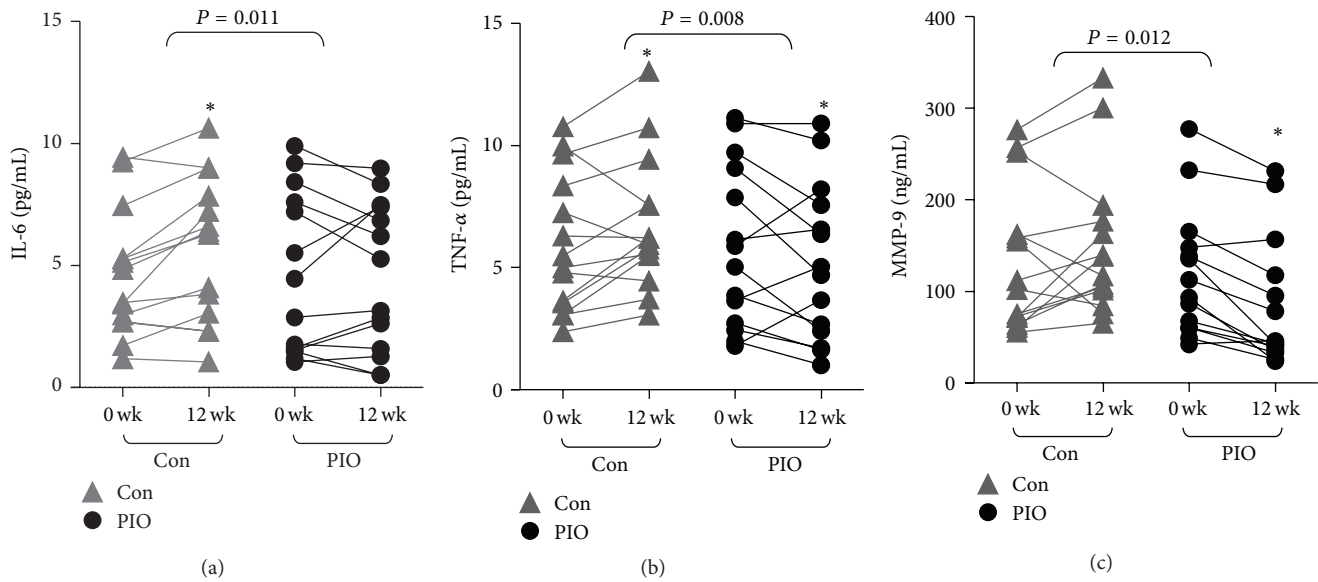 15
10
5
0
IL-6 (pg/mL)
P = 0.011
*
0 wk
12 wk
0 wk
12 wk
Con
PIO
Con
PIO
(a)
15
10
5
0
TNF-α (pg/mL)
P = 0.008
*
*
0 wk
12 wk
0 wk
12 wk
Con
PIO
Con
PIO
(b)
400
300
200
100
0
MMP-9 (ng/mL)
P = 0.012
*
0 wk
12 wk
0 wk
12 wk
Con
PIO
Con
PIO
(c)